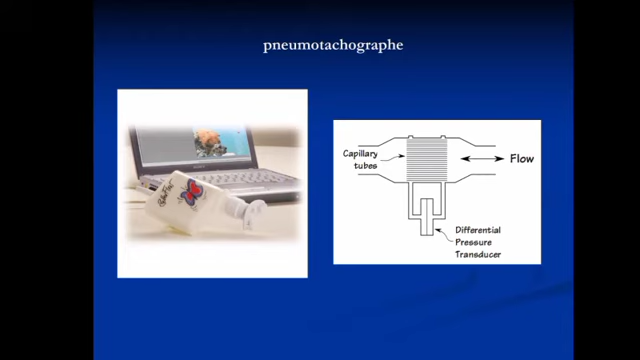 pneumotachographe
Capillary
tubes
Flow
Differential
Pressure
Transducer